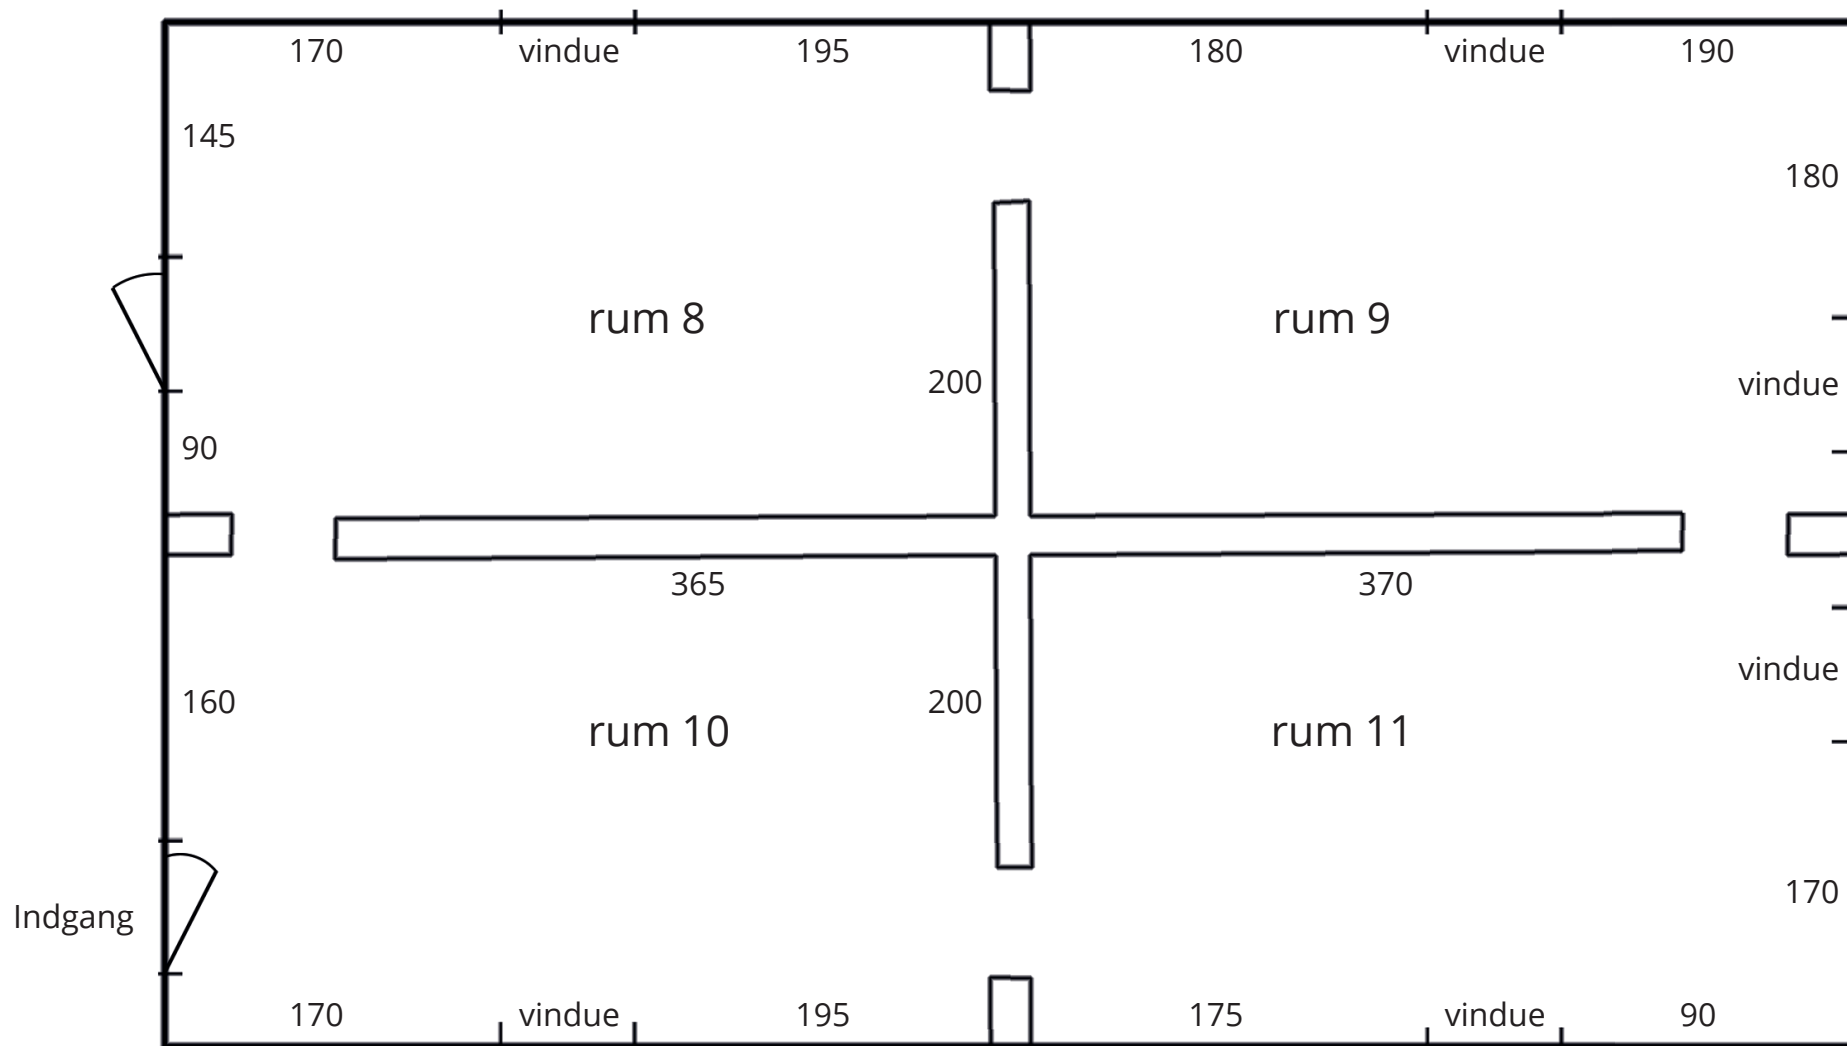 170 vindue 195 180 vindue 190
145
180
rum 8 rum 9
200 vindue
90
365 370
vindue
160 200
rum 10 rum 11
170
Indgang
170 vindue 195 175 vindue 90